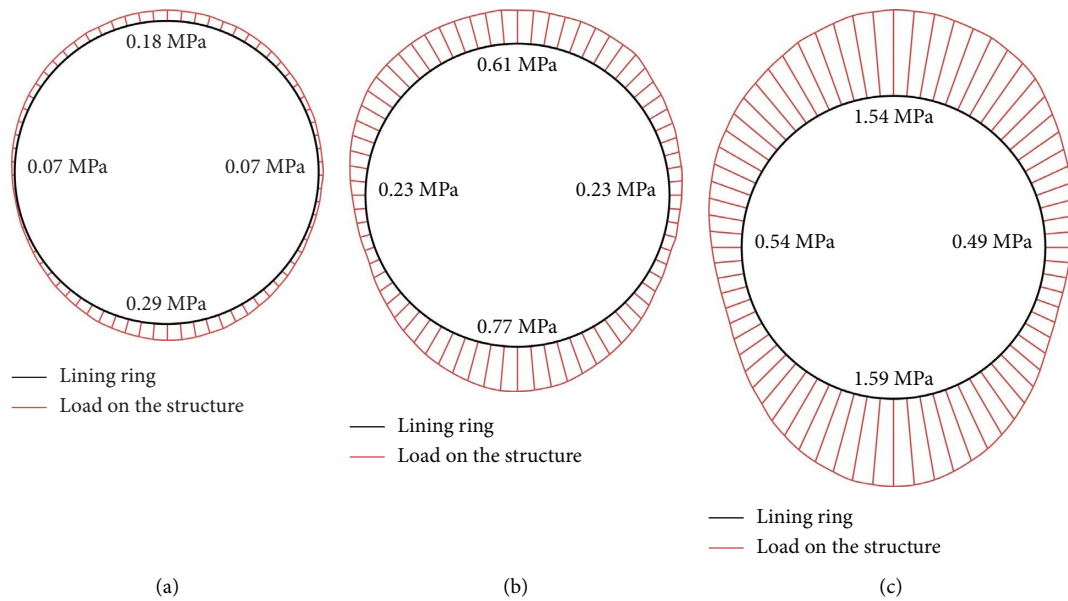 0.18 MPa
0.07 MPa
0.07 MPa
0.29 MPa
Lining ring
Load on the structure
(a)
0.61 MPa
0.23 MPa
0.23 MPa
0.77 MPa
Lining ring
Load on the structure
(b)
1.54 MPa
0.54 MPa
0.49 MPa
1.59 MPa
Lining ring
Load on the structure
(c)